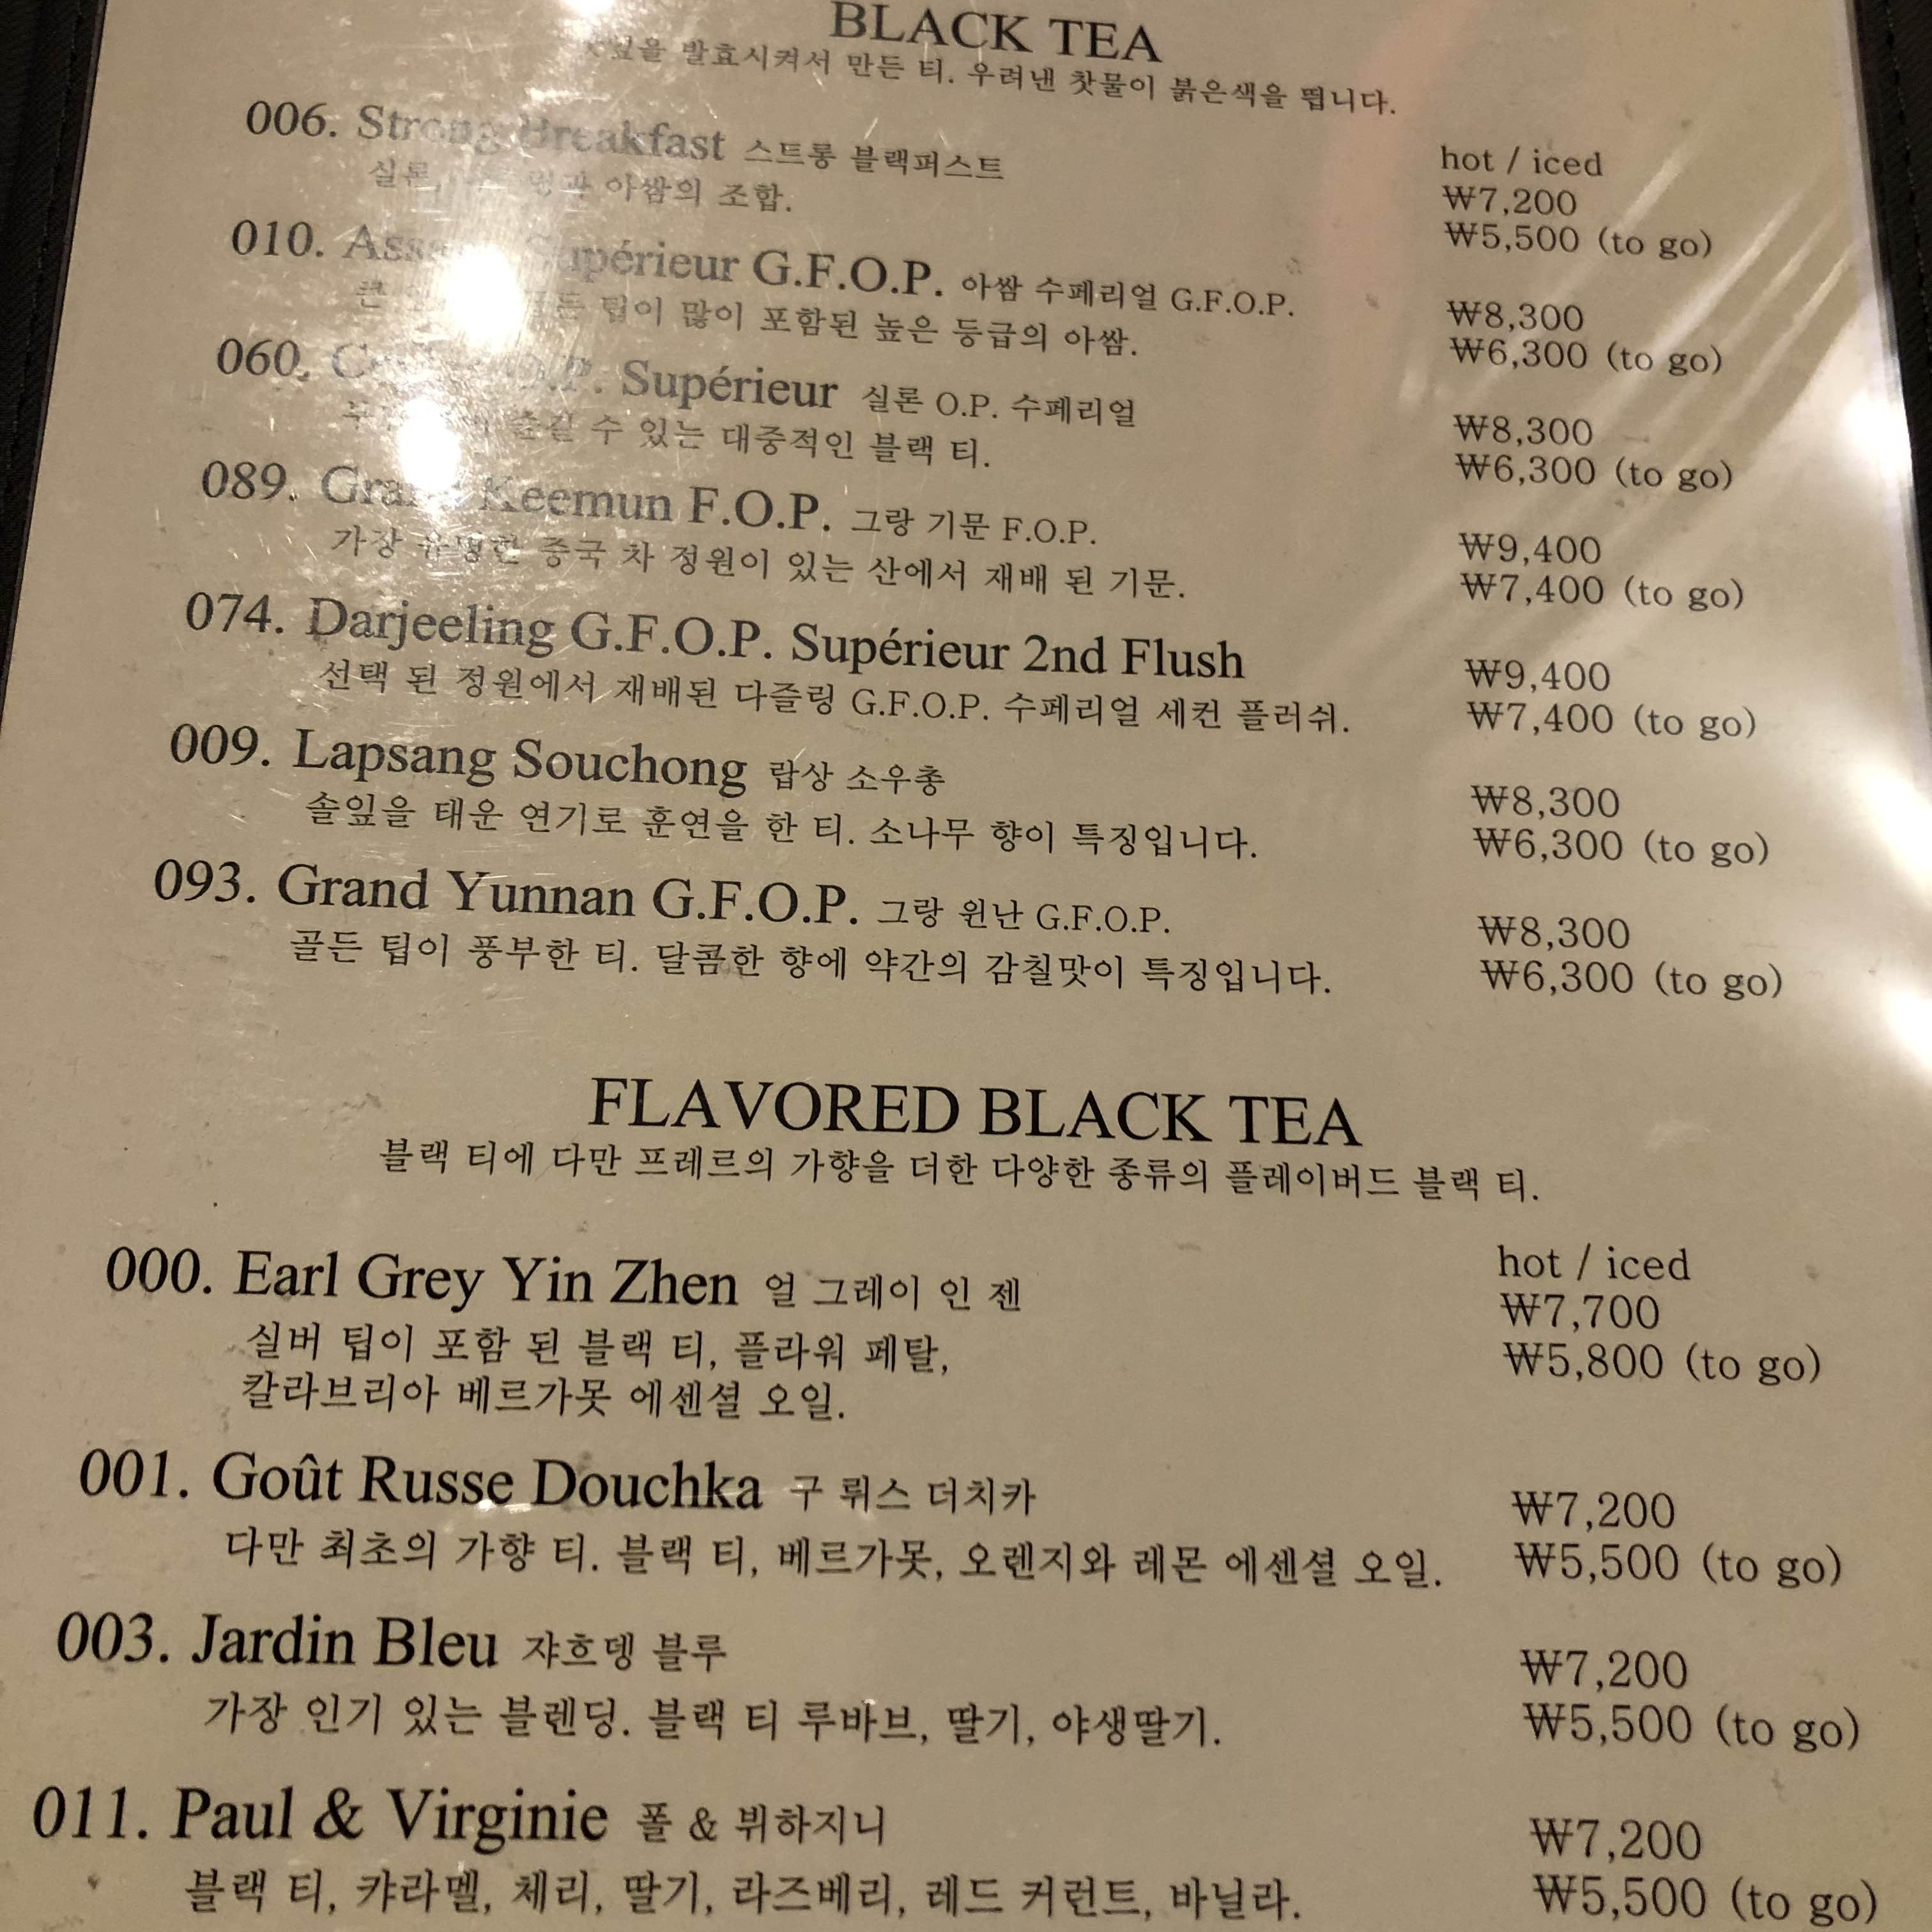 BLACK TEA
발효시켜서 만든 티. 우려낸 찻물이 붉은색을 띕니다.
hot / iced
006. Strong Breakfast 스트롱 블랙퍼스트
₩7,200
실론, 아쌈의 조합.
₩5,500 (to go)
010. Supérieur G.F.O.P. 아쌈 수페리얼 G.F.O.P.
₩8,300
팁이 많이 포함된 높은 등급의 아쌈.
₩6,300 (to go)
060. O.P. Supérieur 실론 O.P. 수페리얼
₩8,300
즐길 수 있는 대중적인 블랙 티.
₩6,300 (to go)
089. Grand Keemun F.O.P. 그랑 기문 F.O.P.
₩9,400
가장 유명한 중국 차 정원이 있는 산에서 재배 된 기문.
₩7,400 (to go)
074. Darjeeling G.F.O.P. Supérieur 2nd Flush
₩9,400
선택 된 정원에서 재배된 다즐링 G.F.O.P. 수페리얼 세컨 플러쉬.
₩7,400 (to go)
009. Lapsang Souchong 랍상 소우총
₩8,300
솔잎을 태운 연기로 훈연을 한 티. 소나무 향이 특징입니다.
₩6,300 (to go)
093. Grand Yunnan G.F.O.P. 그랑 윈난 G.F.O.P.
₩8,300
골든 팁이 풍부한 티. 달콤한 향에 약간의 감칠맛이 특징입니다.
₩6,300 (to go)
FLAVORED BLACK TEA
블랙 티에 다만 프레르의 가향을 더한 다양한 종류의 플레이버드 블랙 티.
hot / iced
000. Earl Grey Yin Zhen 얼 그레이 인 젠
₩7,700
실버 팁이 포함 된 블랙 티, 플라워 페탈,
₩5,800 (to go)
칼라브리아 베르가못 에센셜 오일.
001. Goût Russe Douchka 구 뤼스 더치카
₩7,200
다만 최초의 가향 티. 블랙 티, 베르가못, 오렌지와 레몬 에센셜 오일.
₩5,500 (to go)
003. Jardin Bleu 쟈흐뎅 블루
₩7,200
가장 인기 있는 블렌딩. 블랙 티 루바브, 딸기, 야생딸기.
₩5,500 (to go)
011. Paul & Virginie 폴 & 뷔하지니
₩7,200
블랙 티, 캬라멜, 체리, 딸기, 라즈베리, 레드 커런트, 바닐라.
₩5,500 (to go)